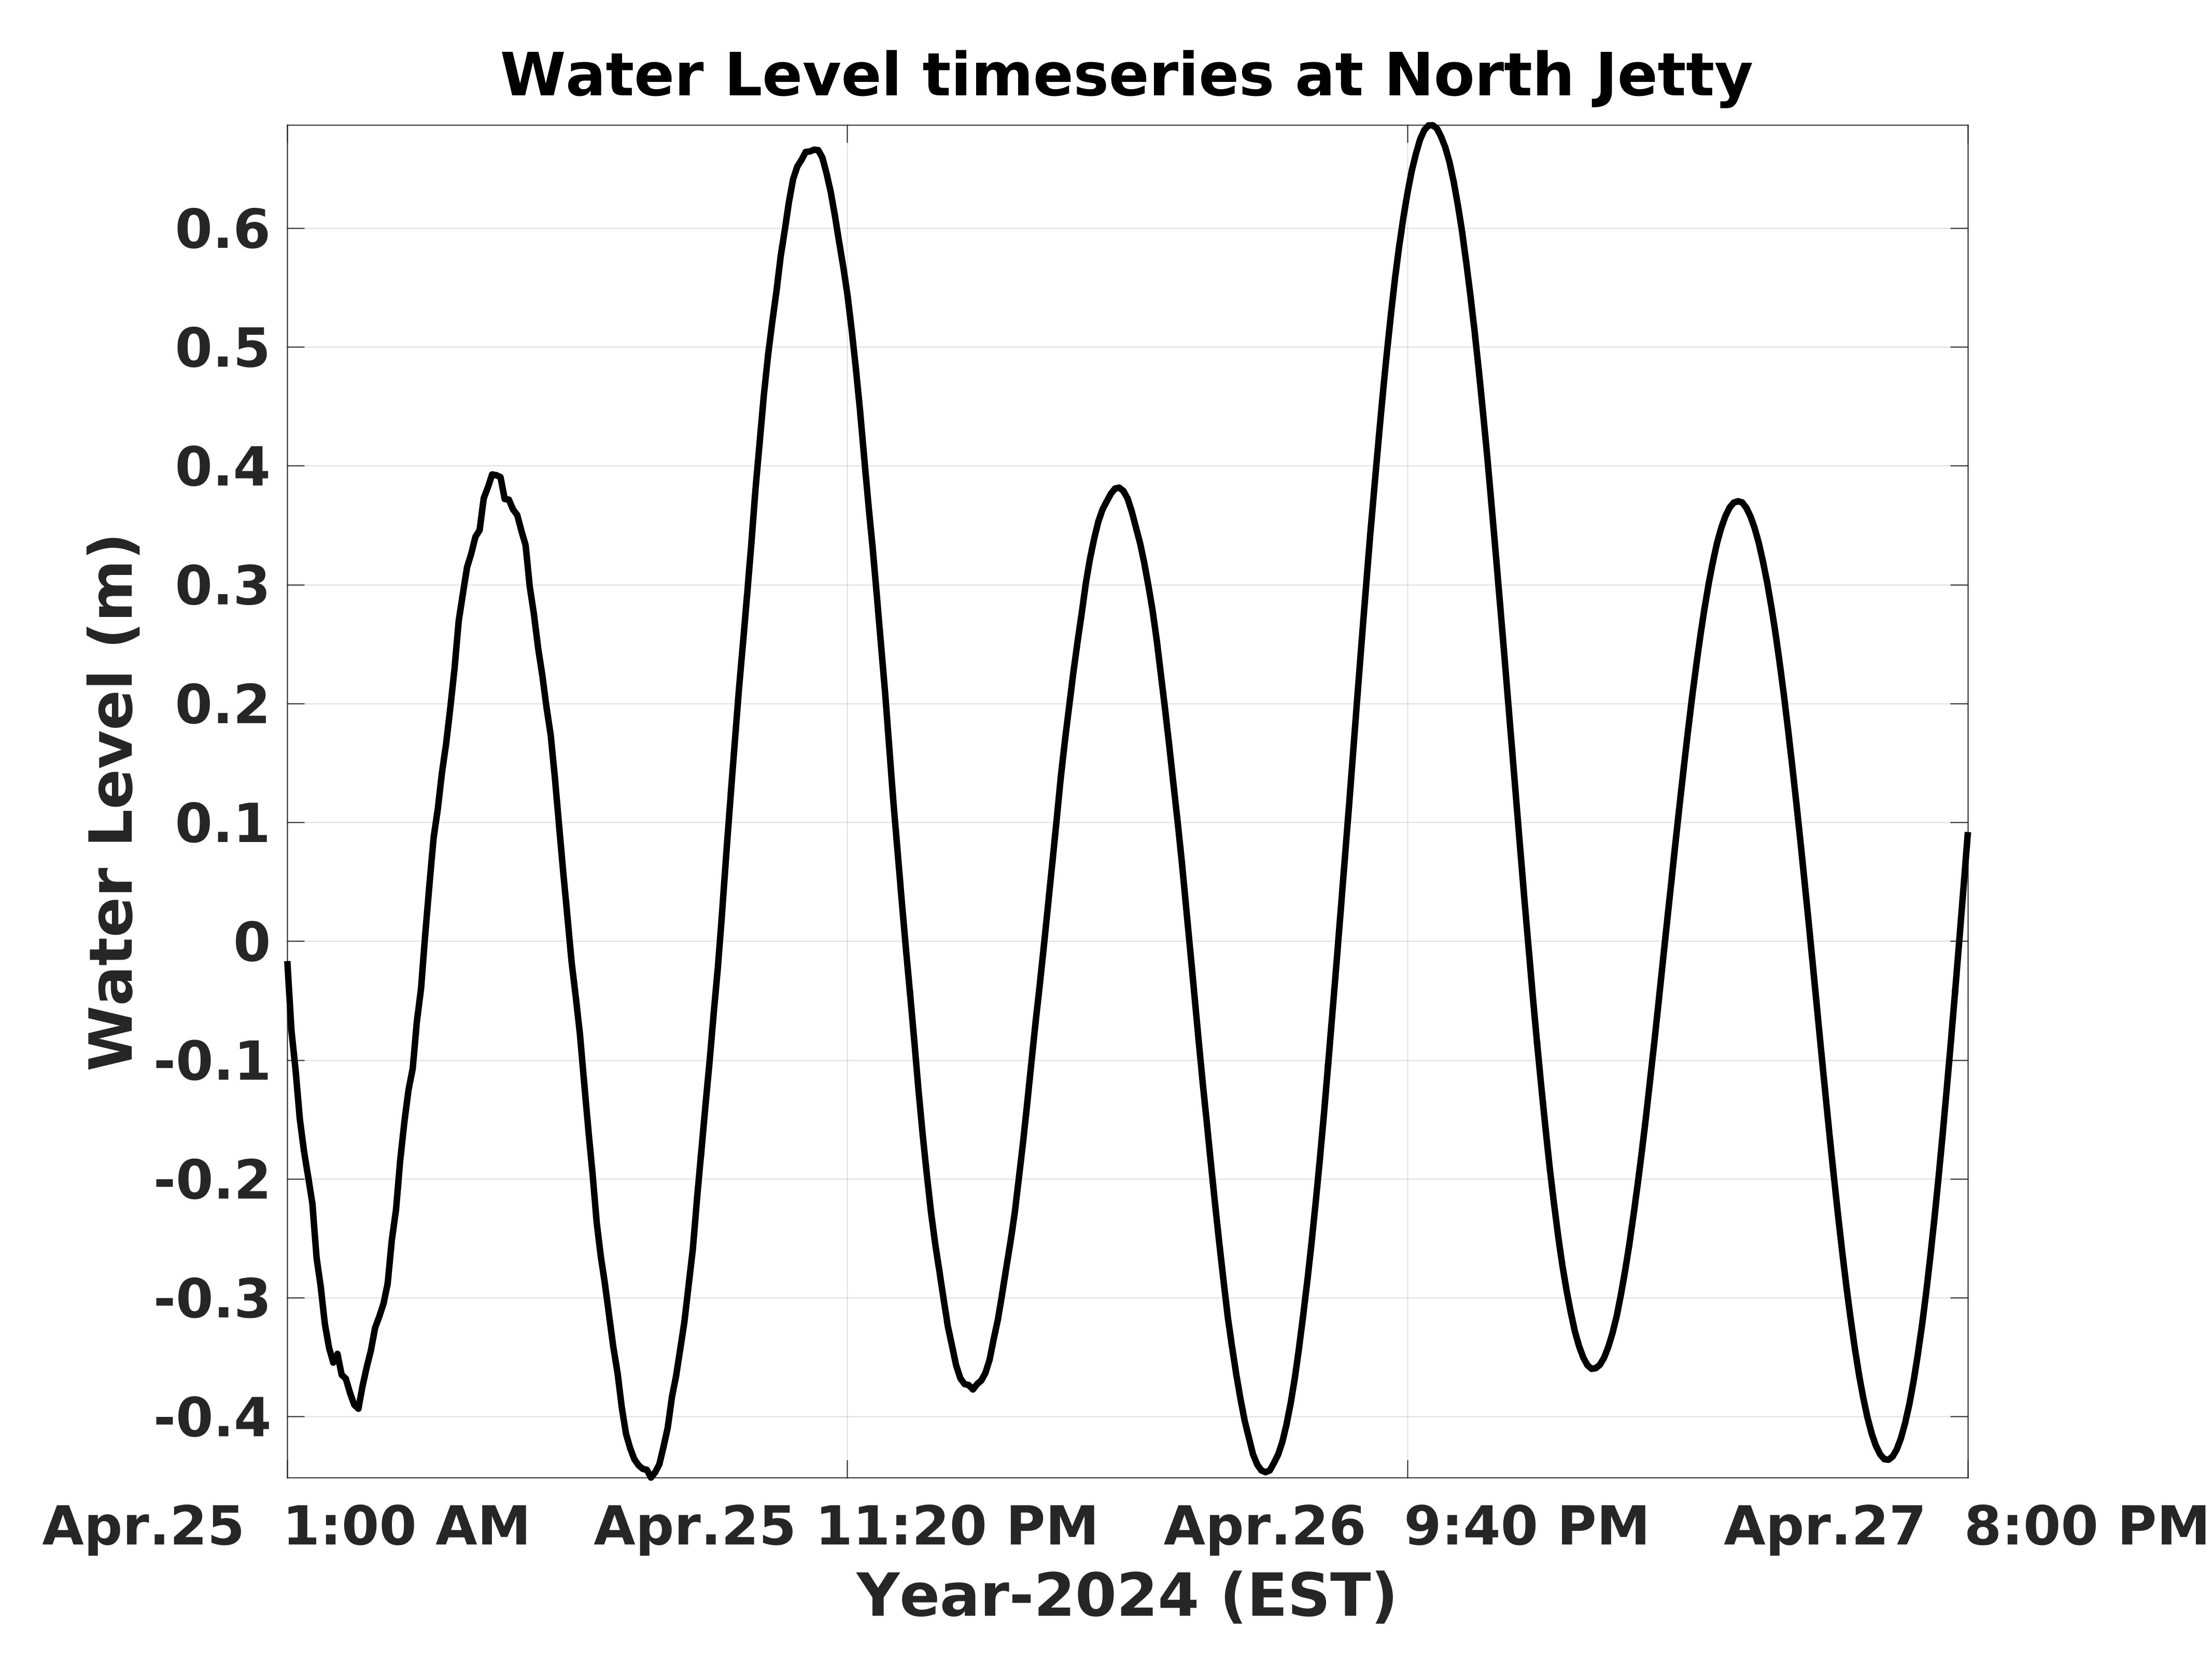 Water Level timeseries at North Jetty
Water Level (m)
0.6
0.5
0.4
0.3
0.2
0.1
0
-0.1
-0.2
-0.3
-0.4
Apr.25 1:00 AM Apr.25 11:20 PM Apr.26 9:40 PM Apr.27 8:00 PM
Year-2024 (EST)